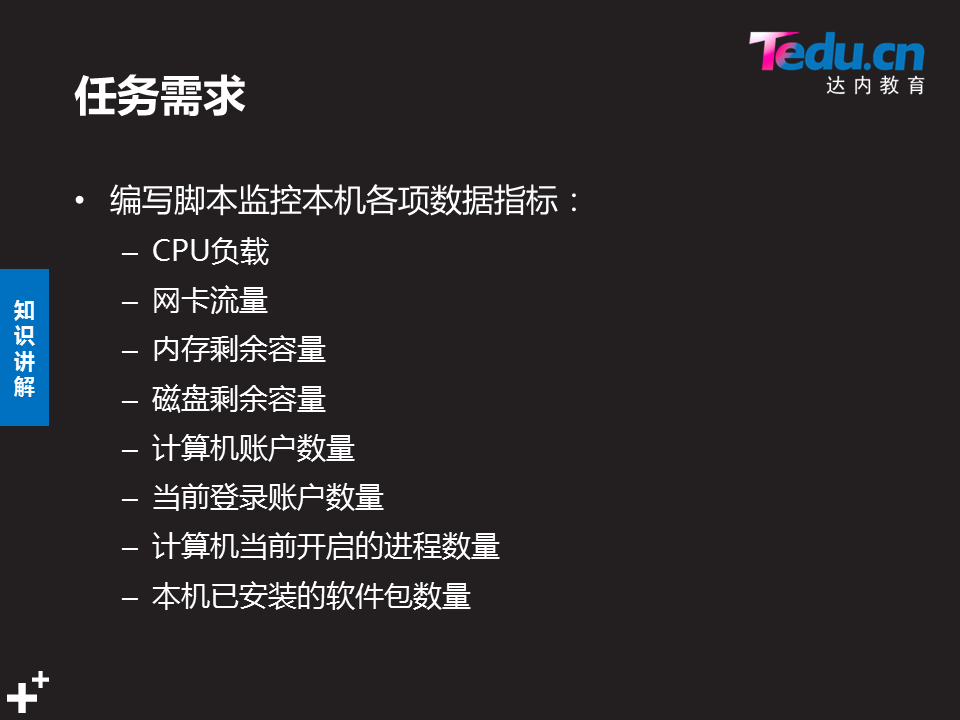 Tedu.cn
达内教育
任务需求
• 编写脚本监控本机各项数据指标：
– CPU负载
– 网卡流量
– 内存剩余容量
– 磁盘剩余容量
– 计算机账户数量
– 当前登录账户数量
– 计算机当前开启的进程数量
– 本机已安装的软件包数量
知识讲解